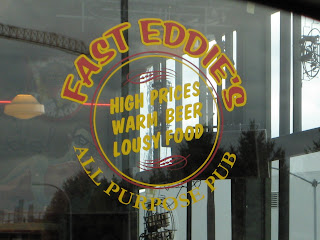 FAST EDDIE'S
HIGH PRICES
WARM BEER
LOUSY FOOD
ALL PURPOSE PUB